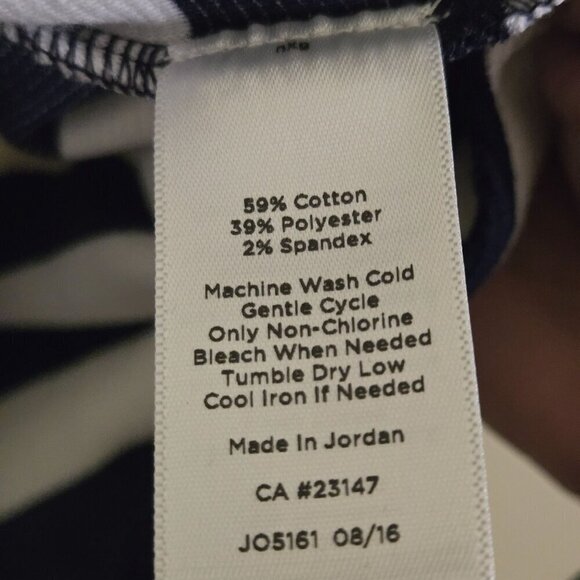 59% Cotton
39% Polyester
2% Spandex
Machine Wash Cold
Gentle Cycle
Only Non-Chlorine
Bleach When Needed
Tumble Dry Low
Cool Iron If Needed
Made In Jordan
CA #23147
JO5161 08/16